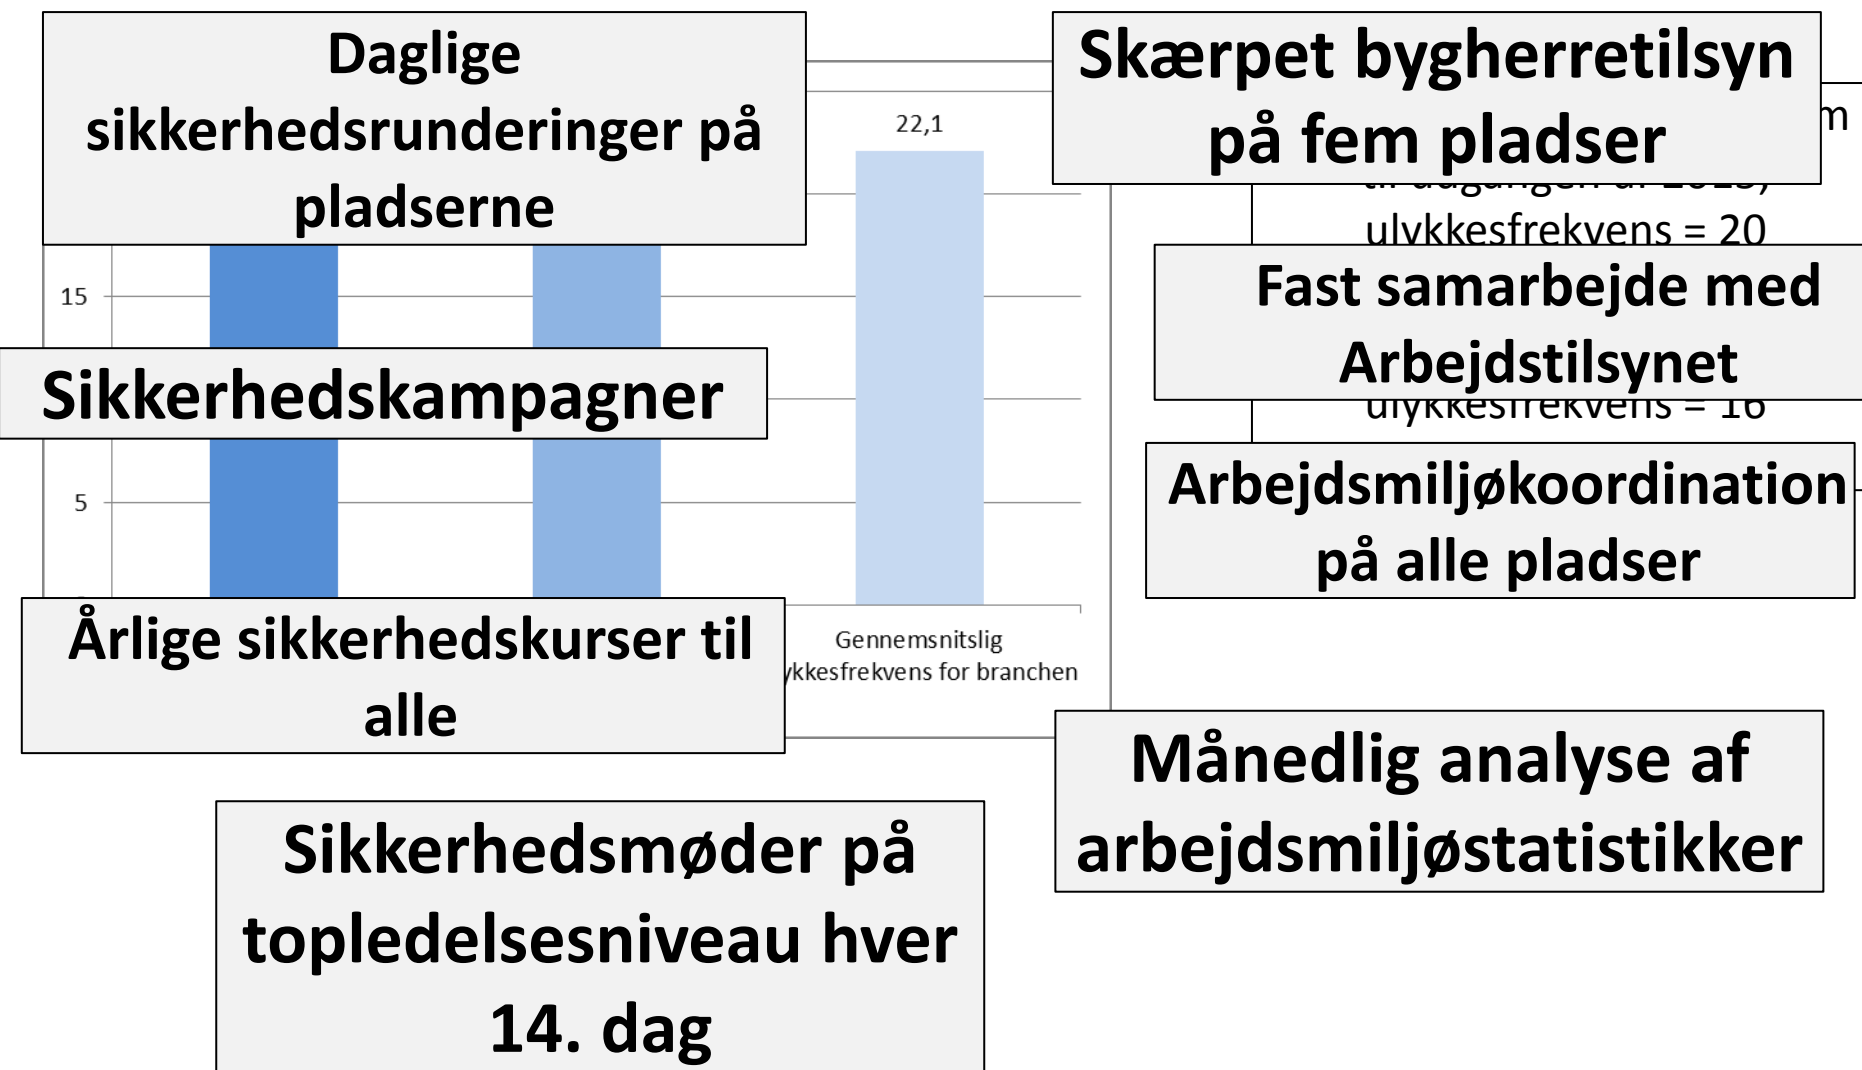 Daglige
sikkerhedsrunderinger på
pladserne
Skærpet bygherretilsyn
på fem pladser
22,1
ulykkesfrekvens = 20
15
Fast samarbejde med
Arbejdstilsynet
Sikkerhedskampagner
ulykkesfrekvens = 16
5
Arbejdsmiljøkoordination
på alle pladser
Årlige sikkerhedskurser til
alle
Gennemsnitslig
for branchen
Månedlig analyse af
arbejdsmiljøstatistikker
Sikkerhedsmøder på
topledelsesniveau hver
14. dag